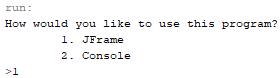 run:
How would you like to use this program?
1. JFrame
2. Console
>1